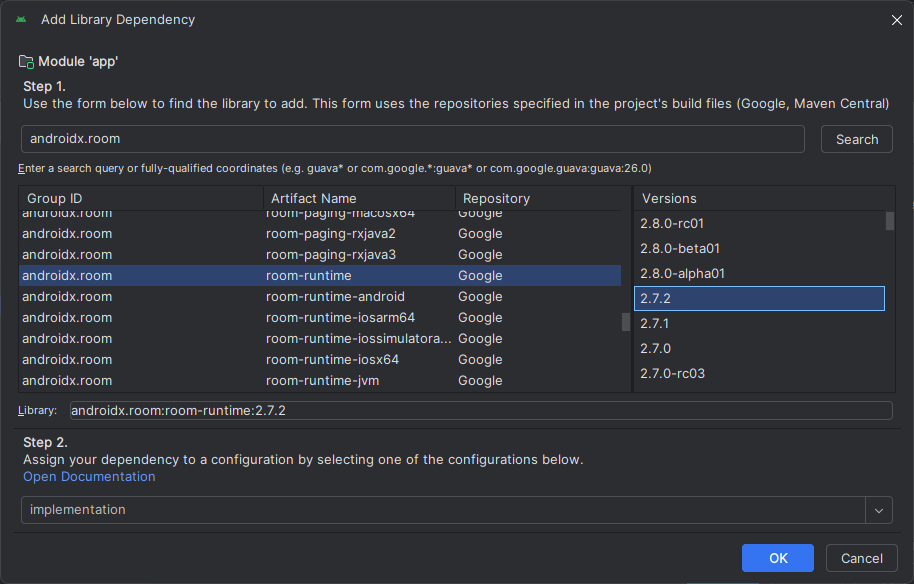 Add Library Dependency
Module 'app'
Step 1.
Use the form below to find the library to add. This form uses the repositories specified in the project's build files (Google, Maven Central)
androidx.room
Search
Enter a search query or fully-qualified coordinates (e.g. guava* or com.google.*:guava* or com.google.guava:guava:26.0)
Group ID Artifact Name Repository Versions
androidx.room room-paging-macosx64 Google
androidx.room room-paging-rxjava2 Google
androidx.room room-paging-rxjava3 Google
androidx.room room-runtime Google
androidx.room room-runtime-android Google
androidx.room room-runtime-iosarm64 Google
androidx.room room-runtime-iossimulatora... Google
androidx.room room-runtime-iosx64 Google
androidx.room room-runtime-jvm Google
2.8.0-rc01
2.8.0-beta01
2.8.0-alpha01
2.7.2
2.7.1
2.7.0
2.7.0-rc03
Library: androidx.room:room-runtime:2.7.2
Step 2.
Assign your dependency to a configuration by selecting one of the configurations below.
Open Documentation
implementation
OK Cancel